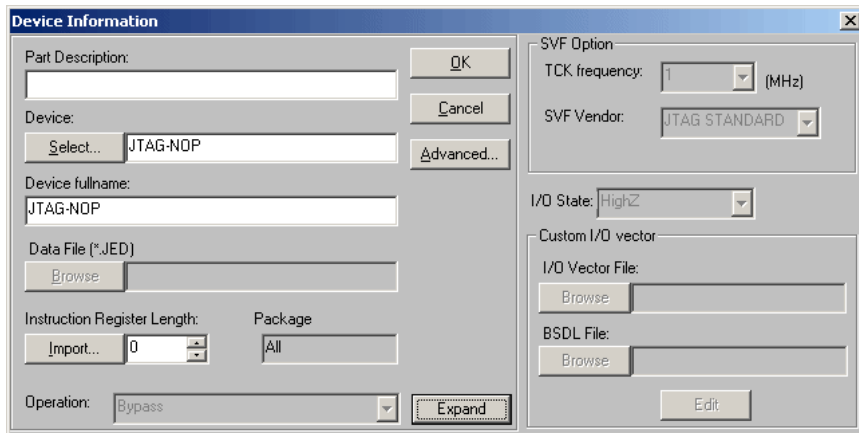 Device Information
Part Description:
OK
Cancel
Advanced...
Device:
Select... JTAG-NOP
Device fullname:
JTAG-NOP
Data File (*.JED)
Browse
Instruction Register Length: Package
Import... 0 All
Operation: Bypass Expand
SVF Option
TCK frequency: 1 (MHz)
SVF Vendor: JTAG STANDARD
I/O State: HighZ
Custom I/O vector
I/O Vector File:
Browse
BSDL File:
Browse
Edit